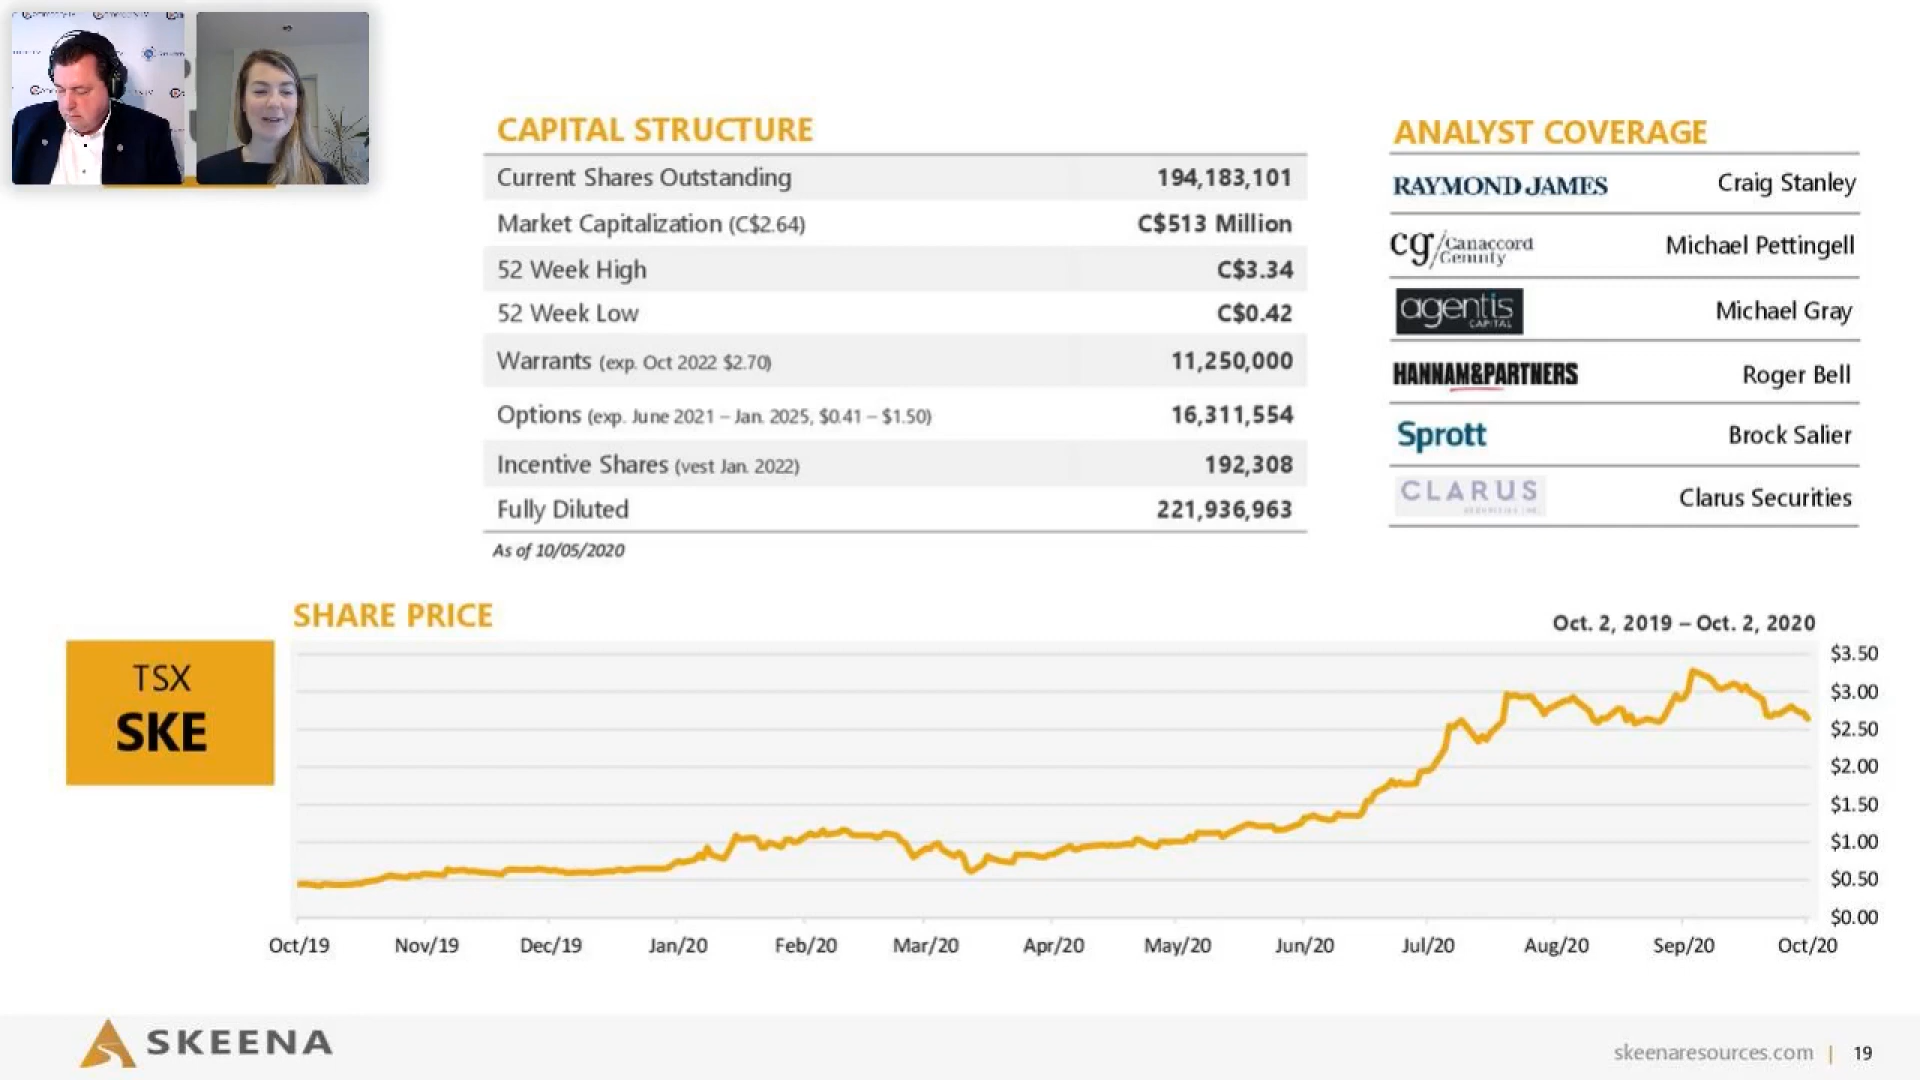 CAPITAL STRUCTURE
Current Shares Outstanding 194,183,101
Market Capitalization (C$2.64) C$513 Million
52 Week High C$3.34
52 Week Low C$0.42
Warrants (exp. Oct 2022 $2.70) 11,250,000
Options (exp. June 2021 – Jan. 2025, $0.41 – $1.50) 16,311,554
Incentive Shares (vest Jan. 2022) 192,308
Fully Diluted 221,936,963
As of 10/05/2020
ANALYST COVERAGE
RAYMOND JAMES Craig Stanley
cg/Canaccord Genuity Michael Pettingell
agentis CAPITAL Michael Gray
HANNAM&PARTNERS Roger Bell
Sprott Brock Salier
CLARUS SECURITIES INC. Clarus Securities
SHARE PRICE
Oct. 2, 2019 – Oct. 2, 2020
TSX
SKE
$3.50
$3.00
$2.50
$2.00
$1.50
$1.00
$0.50
$0.00
Oct/19 Nov/19 Dec/19 Jan/20 Feb/20 Mar/20 Apr/20 May/20 Jun/20 Jul/20 Aug/20 Sep/20 Oct/20
SKEENA
skeenaresources.com | 19